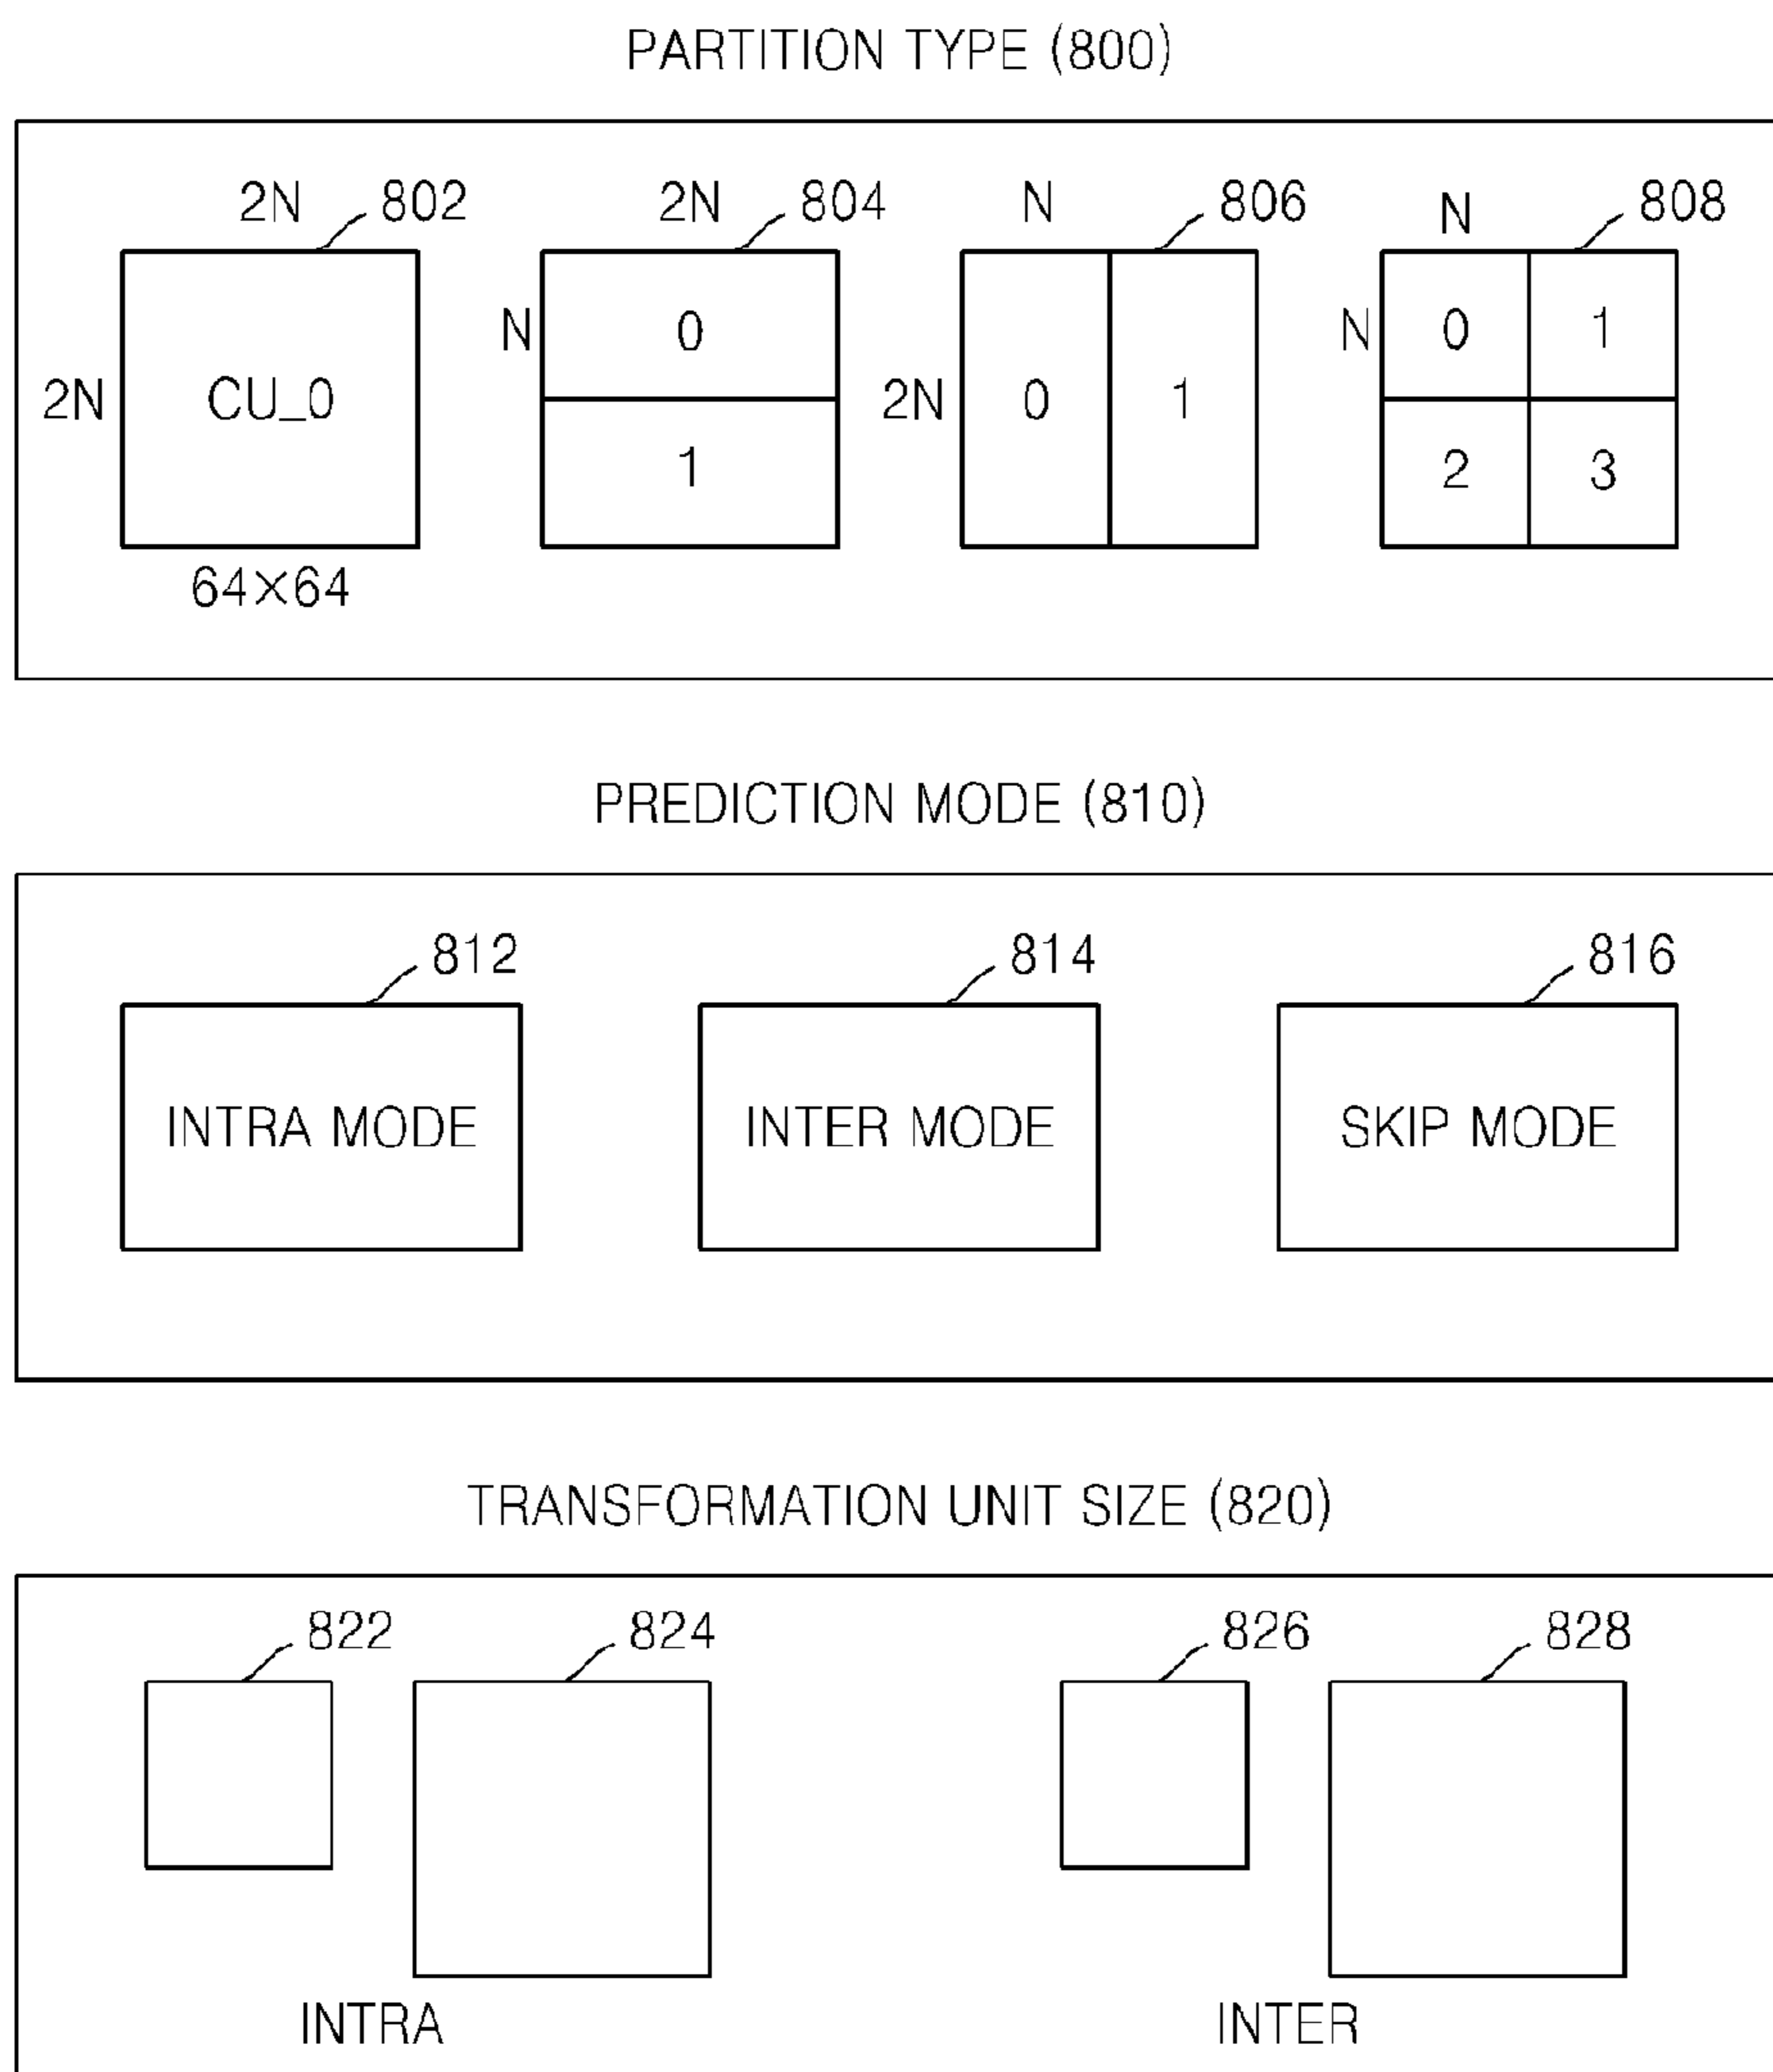 PARTITION TYPE (800)
2N 802 2N 804 N 806 N 808
N 0 N 0 1
2N CU_0 2N 0 1
1 2 3
64×64
PREDICTION MODE (810)
812 814 816
INTRA MODE INTER MODE SKIP MODE
TRANSFORMATION UNIT SIZE (820)
822 824 826 828
INTRA INTER